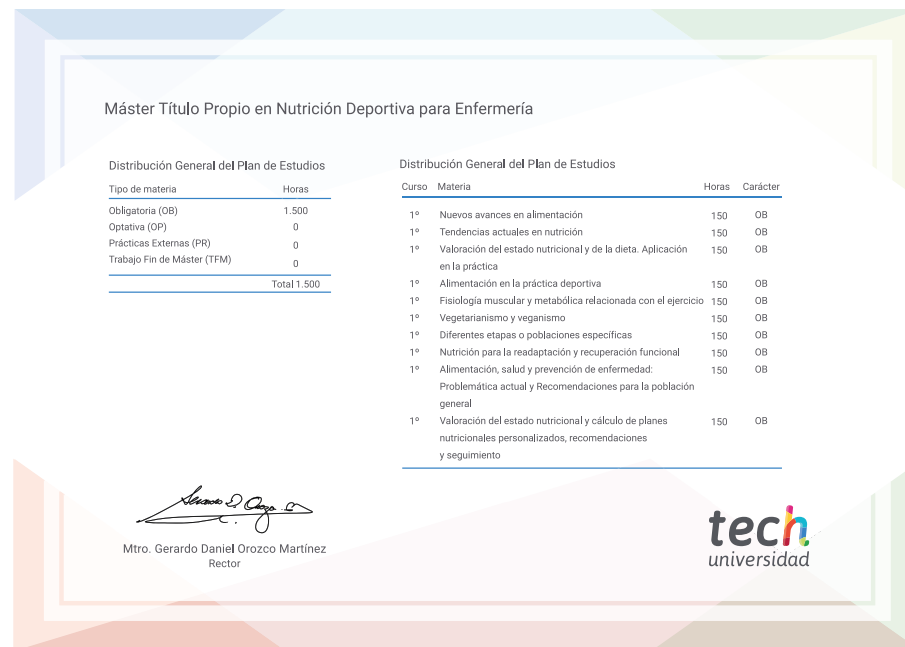 Máster Título Propio en Nutrición Deportiva para Enfermería
Distribución General del Plan de Estudios
Tipo de materia Horas
Obligatoria (OB) 1.500
Optativa (OP) 0
Prácticas Externas (PR) 0
Trabajo Fin de Máster (TFM) 0
Total 1.500
Distribución General del Plan de Estudios
Curso Materia Horas Carácter
1º Nuevos avances en alimentación 150 OB
1º Tendencias actuales en nutrición 150 OB
1º Valoración del estado nutricional y de la dieta. Aplicación 150 OB
en la práctica
1º Alimentación en la práctica deportiva 150 OB
1º Fisiología muscular y metabólica relacionada con el ejercicio 150 OB
1º Vegetarianismo y veganismo 150 OB
1º Diferentes etapas o poblaciones específicas 150 OB
1º Nutrición para la readaptación y recuperación funcional 150 OB
1º Alimentación, salud y prevención de enfermedad: 150 OB
Problemática actual y Recomendaciones para la población
general
1º Valoración del estado nutricional y cálculo de planes 150 OB
nutricionales personalizados, recomendaciones
y seguimiento
Mtro. Gerardo Daniel Orozco Martínez
Rector
tech
universidad